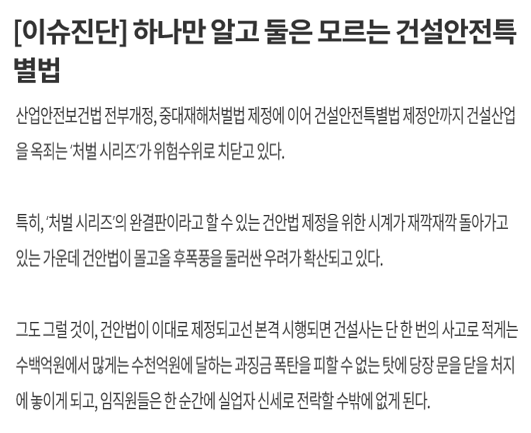 [이슈진단] 하나만 알고 둘은 모르는 건설안전특
별법
산업안전보건법 전부개정, 중대재해처벌법 제정에 이어 건설안전특별법 제정안까지 건설산업
을 옥죄는 '처벌 시리즈'가 위험수위로 치닫고 있다.
특히, '처벌 시리즈'의 완결판이라고 할 수 있는 건안법 제정을 위한 시계가 재깍재깍 돌아가고
있는 가운데 건안법이 몰고올 후폭풍을 둘러싼 우려가 확산되고 있다.
그도 그럴 것이, 건안법이 이대로 제정되고선 본격 시행되면 건설사는 단 한 번의 사고로 적게는
수백억원에서 많게는 수천억원에 달하는 과징금 폭탄을 피할 수 없는 탓에 당장 문을 닫을 처지
에 놓이게 되고, 임직원들은 한 순간에 실업자 신세로 전락할 수밖에 없게 된다.